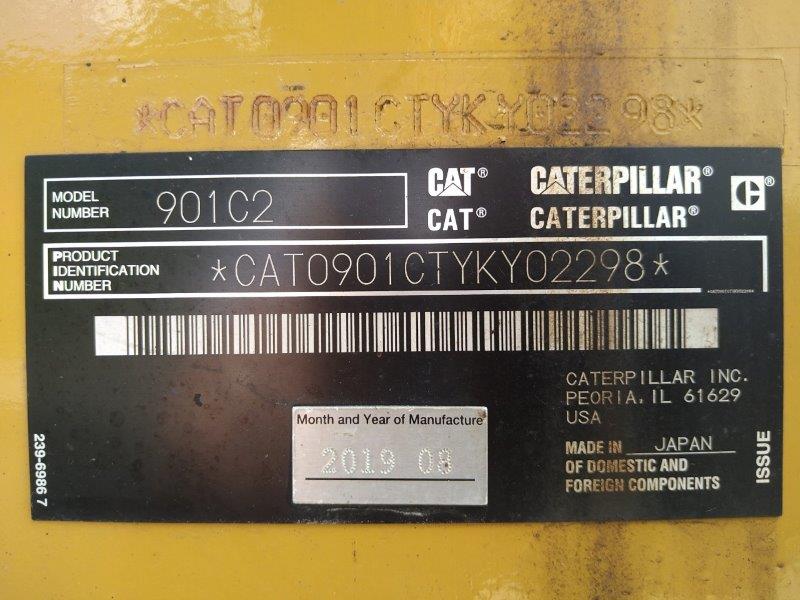 *CAT0901CTYKY02298*
MODEL NUMBER 901C2
CAT® CATERPILLAR® C®
CAT® CATERPILLAR®
PRODUCT
IDENTIFICATION
NUMBER
*CAT0901CTYKY02298*
*CAT0901CTYKY02298*
CATERPILLAR INC.
PEORIA, IL 61629
USA
Month and Year of Manufacture
2019 08
MADE IN JAPAN
OF DOMESTIC AND
FOREIGN COMPONENTS
239-6986 7
ISSUE